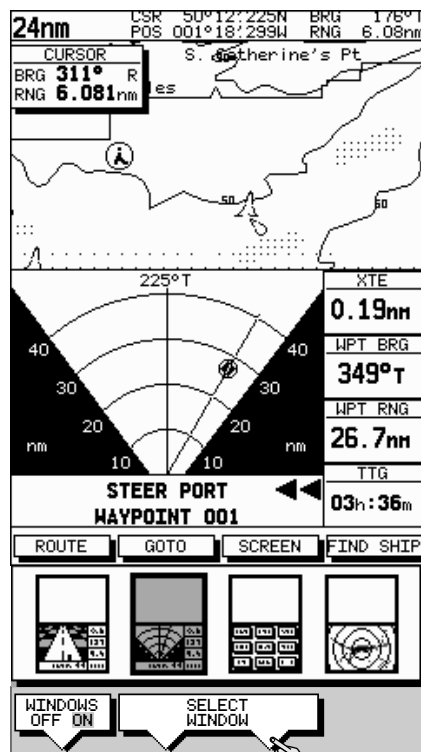 24nm
CSR 50°12'.225N BRG 176°T
POS 001°18'.299W RNG 6.08nm
CURSOR
BRG 311° R
RNG 6.081nm
S. Catherine's Pt
les
50
50
225°T
40 40
30 30
20 20
nm nm
10 10
XTE
0.19nm
WPT BRG
349°T
WPT RNG
26.7nm
TTG
03h:36m
STEER PORT
WAYPOINT 001
ROUTE GOTO SCREEN FIND SHIP
WINDOWS
OFF ON
SELECT
WINDOW